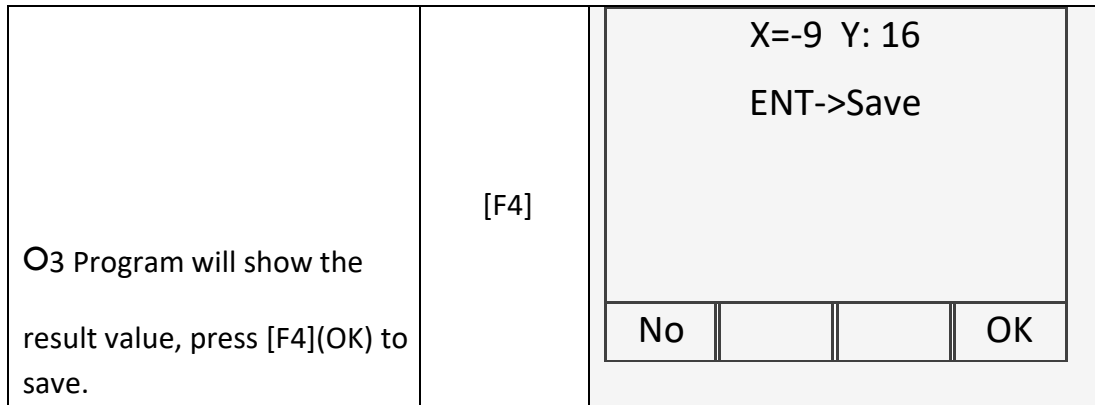 O3 Program will show the
result value, press [F4](OK) to
save.
[F4]
X=-9 Y: 16
ENT->Save
No OK